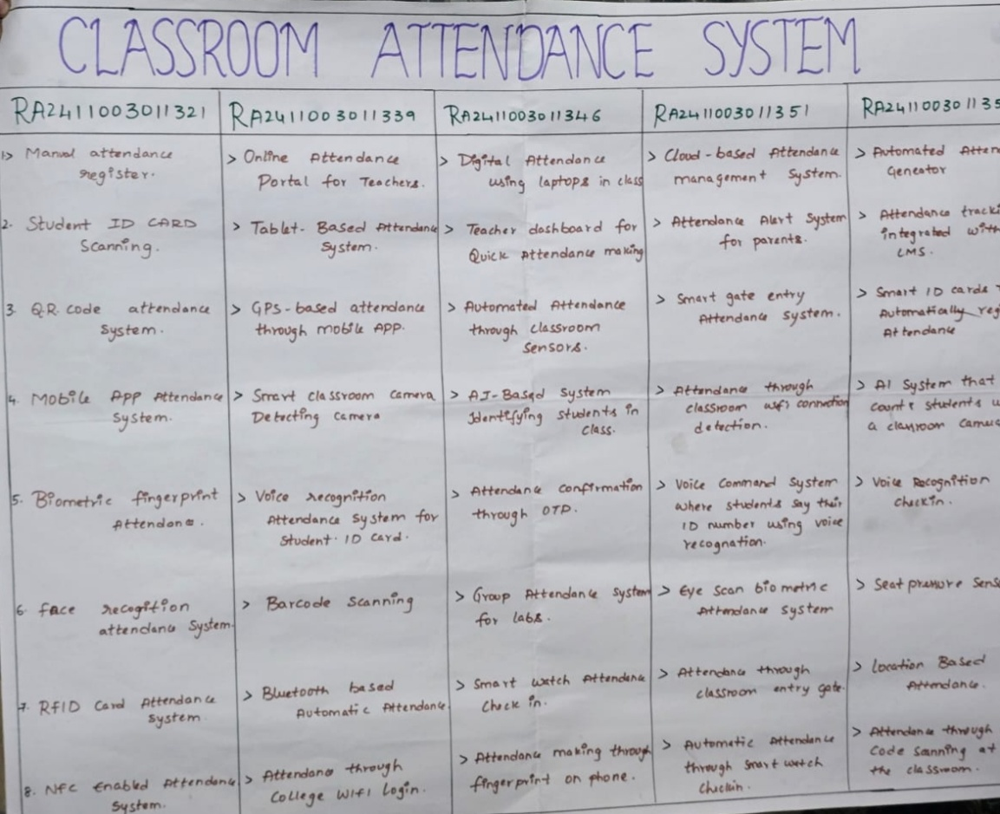 CLASSROOM ATTENDANCE SYSTEM
RA2411003011321
1> Manual attendance
register.
2. Student ID CARD
Scanning.
3. QR code attendance
System.
4. Mobile App Attendance
System.
5. Biometric fingerprint
Attendance.
6. face recogition
attendance System.
7. RFID Card Attendance
System.
8. NFC Enabled Attendance
System.
RA2411003011339
> Online Attendance
Portal for Teachers.
> Tablet-Based Attendance
System.
> GPS-based attendance
through mobile APP.
> Smart classroom camera
Detecting camera
> Voice recognition
Attendance System for
Student ID Card.
> Barcode Scanning
> Bluetooth based
Automatic Attendance.
> Attendance through
College WIFI Login.
RA2411003011346
> Digital Attendance
using laptops in class
> Teacher dashboard for
Quick Attendance making
> Automated Attendance
through classroom
Sensors.
> AI-Based System
Identifying students in
class.
> Attendance confirmation
through OTP.
> Group Attendance System
for labs.
> Smart watch Attendance
Check in.
> Attendance making through
fingerprint on phone.
RA2411003011351
> Cloud-based Attendance
management System.
> Attendance Alert System
for parents.
> Smart gate entry
Attendance system.
> Attendance through
classroom wifi connection
detection.
> Voice Command System
where students say their
ID number using voice
recognation.
> Eye scan biometric
Attendance system
> Attendance through
classroom entry gate.
> Automatic Attendance
through smart watch
checkin.
RA241100301135
> Automated Atten
Geneator
> Attendance tracki
integrated with
LMS.
> Smart ID cards
Automatically reg
Attendance
> AI System that
counts students
a classroom
> Voice Recognition
checkin.
> Seat pressure Sens
> Location Based
Attendance.
> Attendance through
Code Sanning at
the classroom.